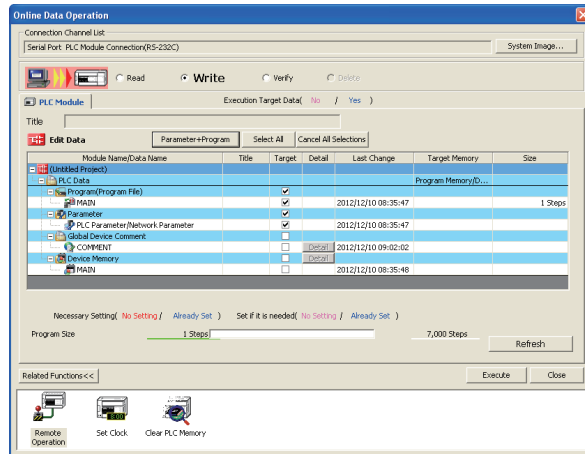 Online Data Operation
Connection Channel List
Serial Port PLC Module Connection(RS-232C)
System Image...
Read
Write
Verify
Delete
PLC Module
Execution Target Data( No / Yes )
Title
Edit Data
Parameter+Program
Select All
Cancel All Selections
Module Name/Data Name Title Target Detail Last Change Target Memory Size
(Untitled Project)
PLC Data Program Memory/D...
Program(Program File)
MAIN 2012/12/10 08:35:47 1 Steps
Parameter
PLC Parameter/Network Parameter 2012/12/10 08:35:47
Global Device Comment
COMMENT Detail 2012/12/10 09:02:02
Device Memory Detail
MAIN 2012/12/10 08:35:48
Necessary Setting( No Setting / Already Set ) Set if it is needed( No Setting / Already Set )
Program Size 1 Steps 7,000 Steps
Refresh
Related Functions<<
Execute
Close
Remote
Operation
Set Clock
Clear PLC Memory